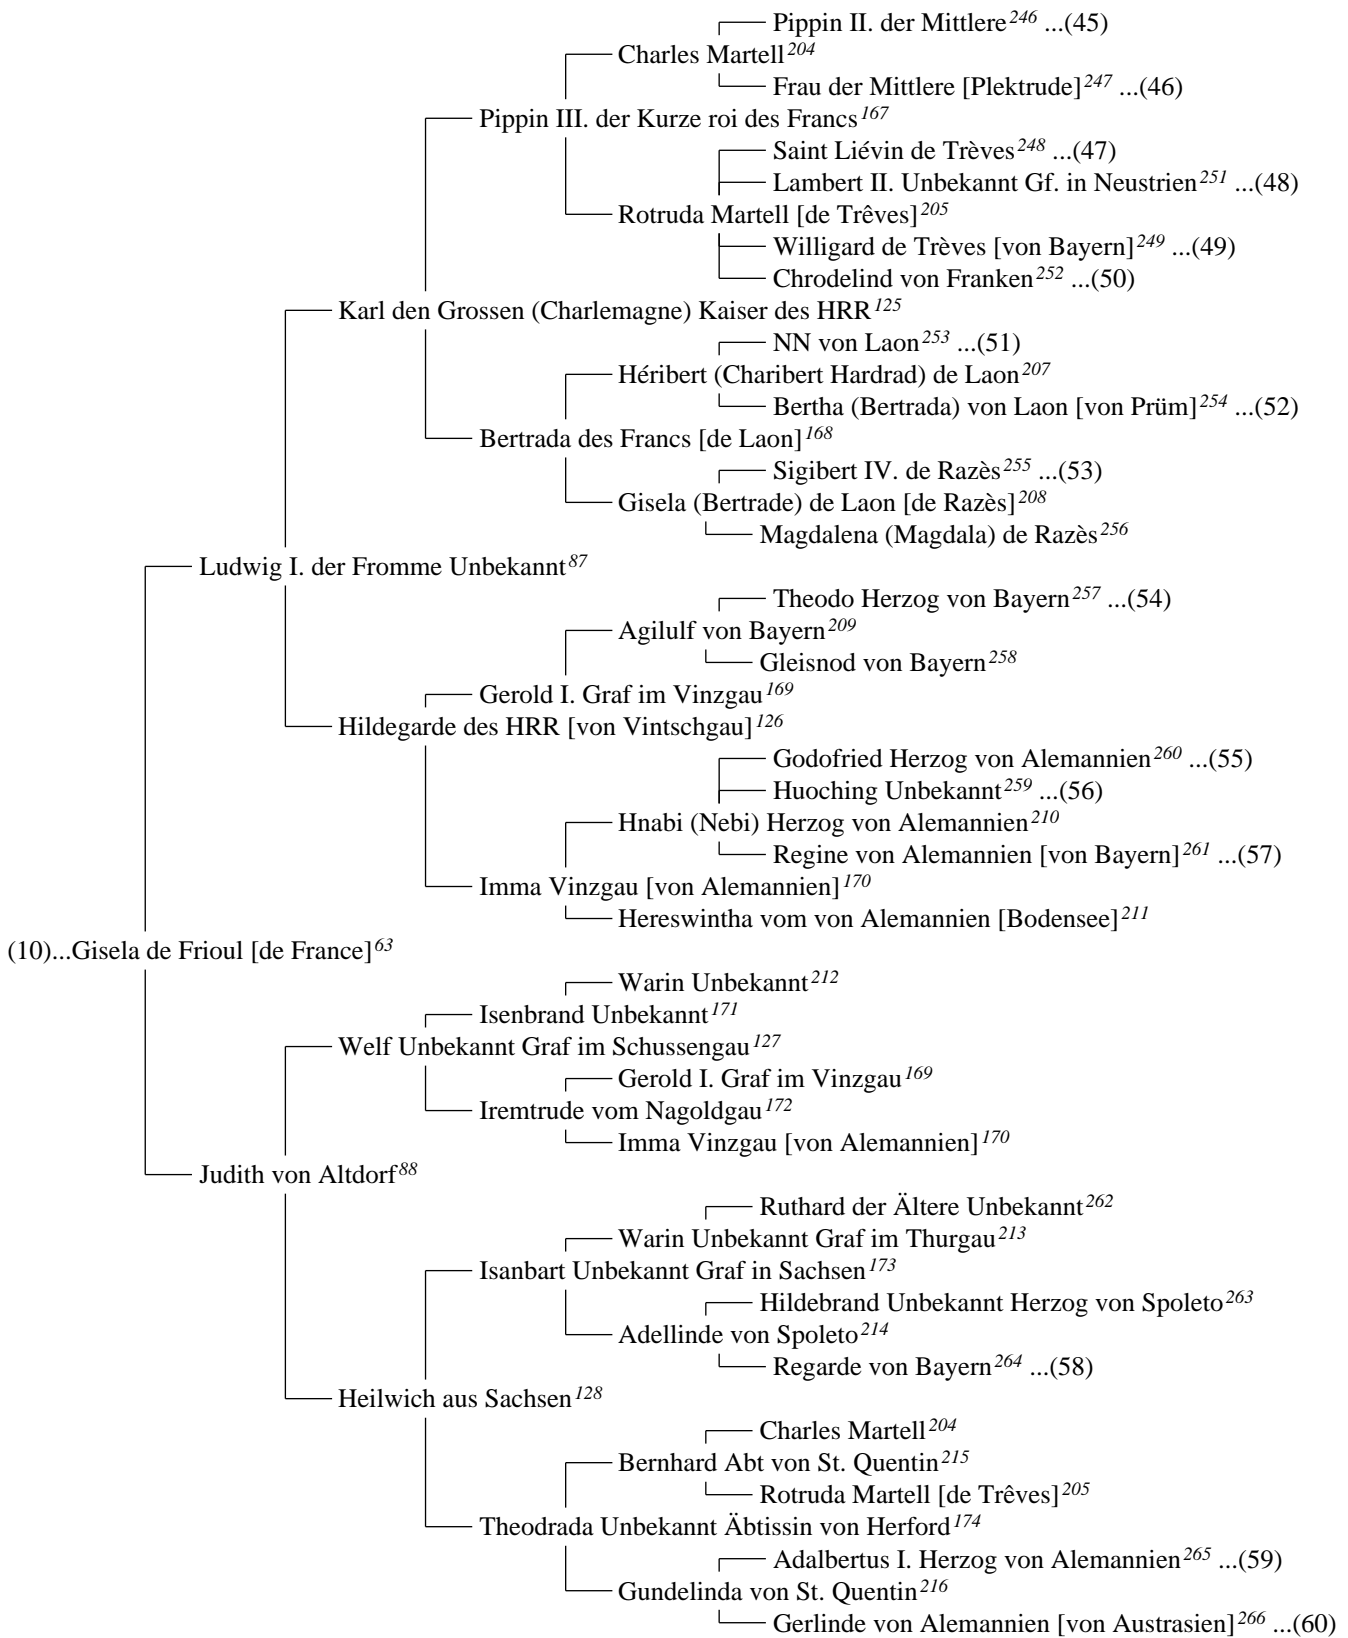 Pippin II. der Mittlere246 ...(45)
Charles Martell204
Frau der Mittlere [Plektrude]247 ...(46)
Pippin III. der Kurze roi des Francs167
Saint Liévin de Trèves248 ...(47)
Lambert II. Unbekannt Gf. in Neustrien251 ...(48)
Rotruda Martell [de Trêves]205
Willigard de Trèves [von Bayern]249 ...(49)
Chrodelind von Franken252 ...(50)
Karl den Grossen (Charlemagne) Kaiser des HRR125
NN von Laon253 ...(51)
Héribert (Charibert Hardrad) de Laon207
Bertha (Bertrada) von Laon [von Prüm]254 ...(52)
Bertrada des Francs [de Laon]168
Sigibert IV. de Razès255 ...(53)
Gisela (Bertrade) de Laon [de Razès]208
Magdalena (Magdala) de Razès256
Ludwig I. der Fromme Unbekannt87
Theodo Herzog von Bayern257 ...(54)
Agilulf von Bayern209
Gleisnod von Bayern258
Gerold I. Graf im Vinzgau169
Hildegarde des HRR [von Vintschgau]126
Godofried Herzog von Alemannien260 ...(55)
Huoching Unbekannt259 ...(56)
Hnabi (Nebi) Herzog von Alemannien210
Regine von Alemannien [von Bayern]261 ...(57)
Imma Vinzgau [von Alemannien]170
Hereswintha vom von Alemannien [Bodensee]211
(10)...Gisela de Frioul [de France]63
Warin Unbekannt212
Isenbrand Unbekannt171
Welf Unbekannt Graf im Schussengau127
Gerold I. Graf im Vinzgau169
Iremtrude vom Nagoldgau172
Imma Vinzgau [von Alemannien]170
Judith von Altdorf88
Ruthard der Ältere Unbekannt262
Warin Unbekannt Graf im Thurgau213
Isanbart Unbekannt Graf in Sachsen173
Hildebrand Unbekannt Herzog von Spoleto263
Adellinde von Spoleto214
Regarde von Bayern264 ...(58)
Heilwich aus Sachsen128
Charles Martell204
Bernhard Abt von St. Quentin215
Rotruda Martell [de Trêves]205
Theodrada Unbekannt Äbtissin von Herford174
Adalbertus I. Herzog von Alemannien265 ...(59)
Gundelinda von St. Quentin216
Gerlinde von Alemannien [von Austrasien]266 ...(60)